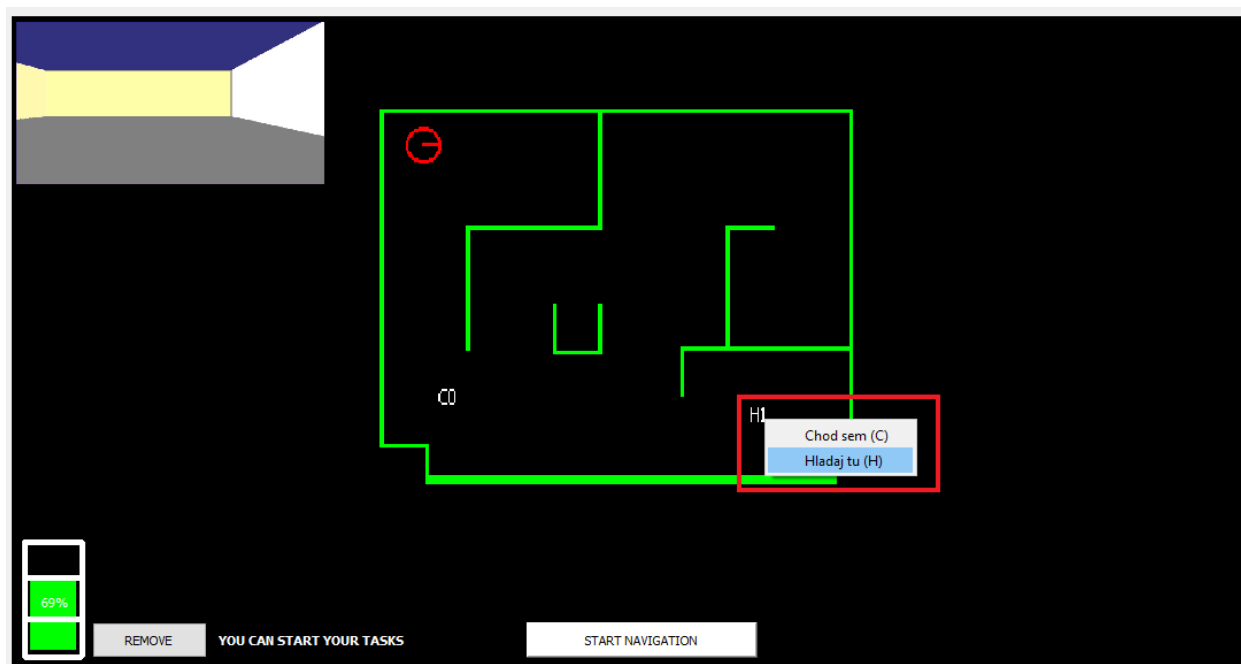 C0
H1
Chod sem (C)
Hladaj tu (H)
69%
REMOVE
YOU CAN START YOUR TASKS
START NAVIGATION